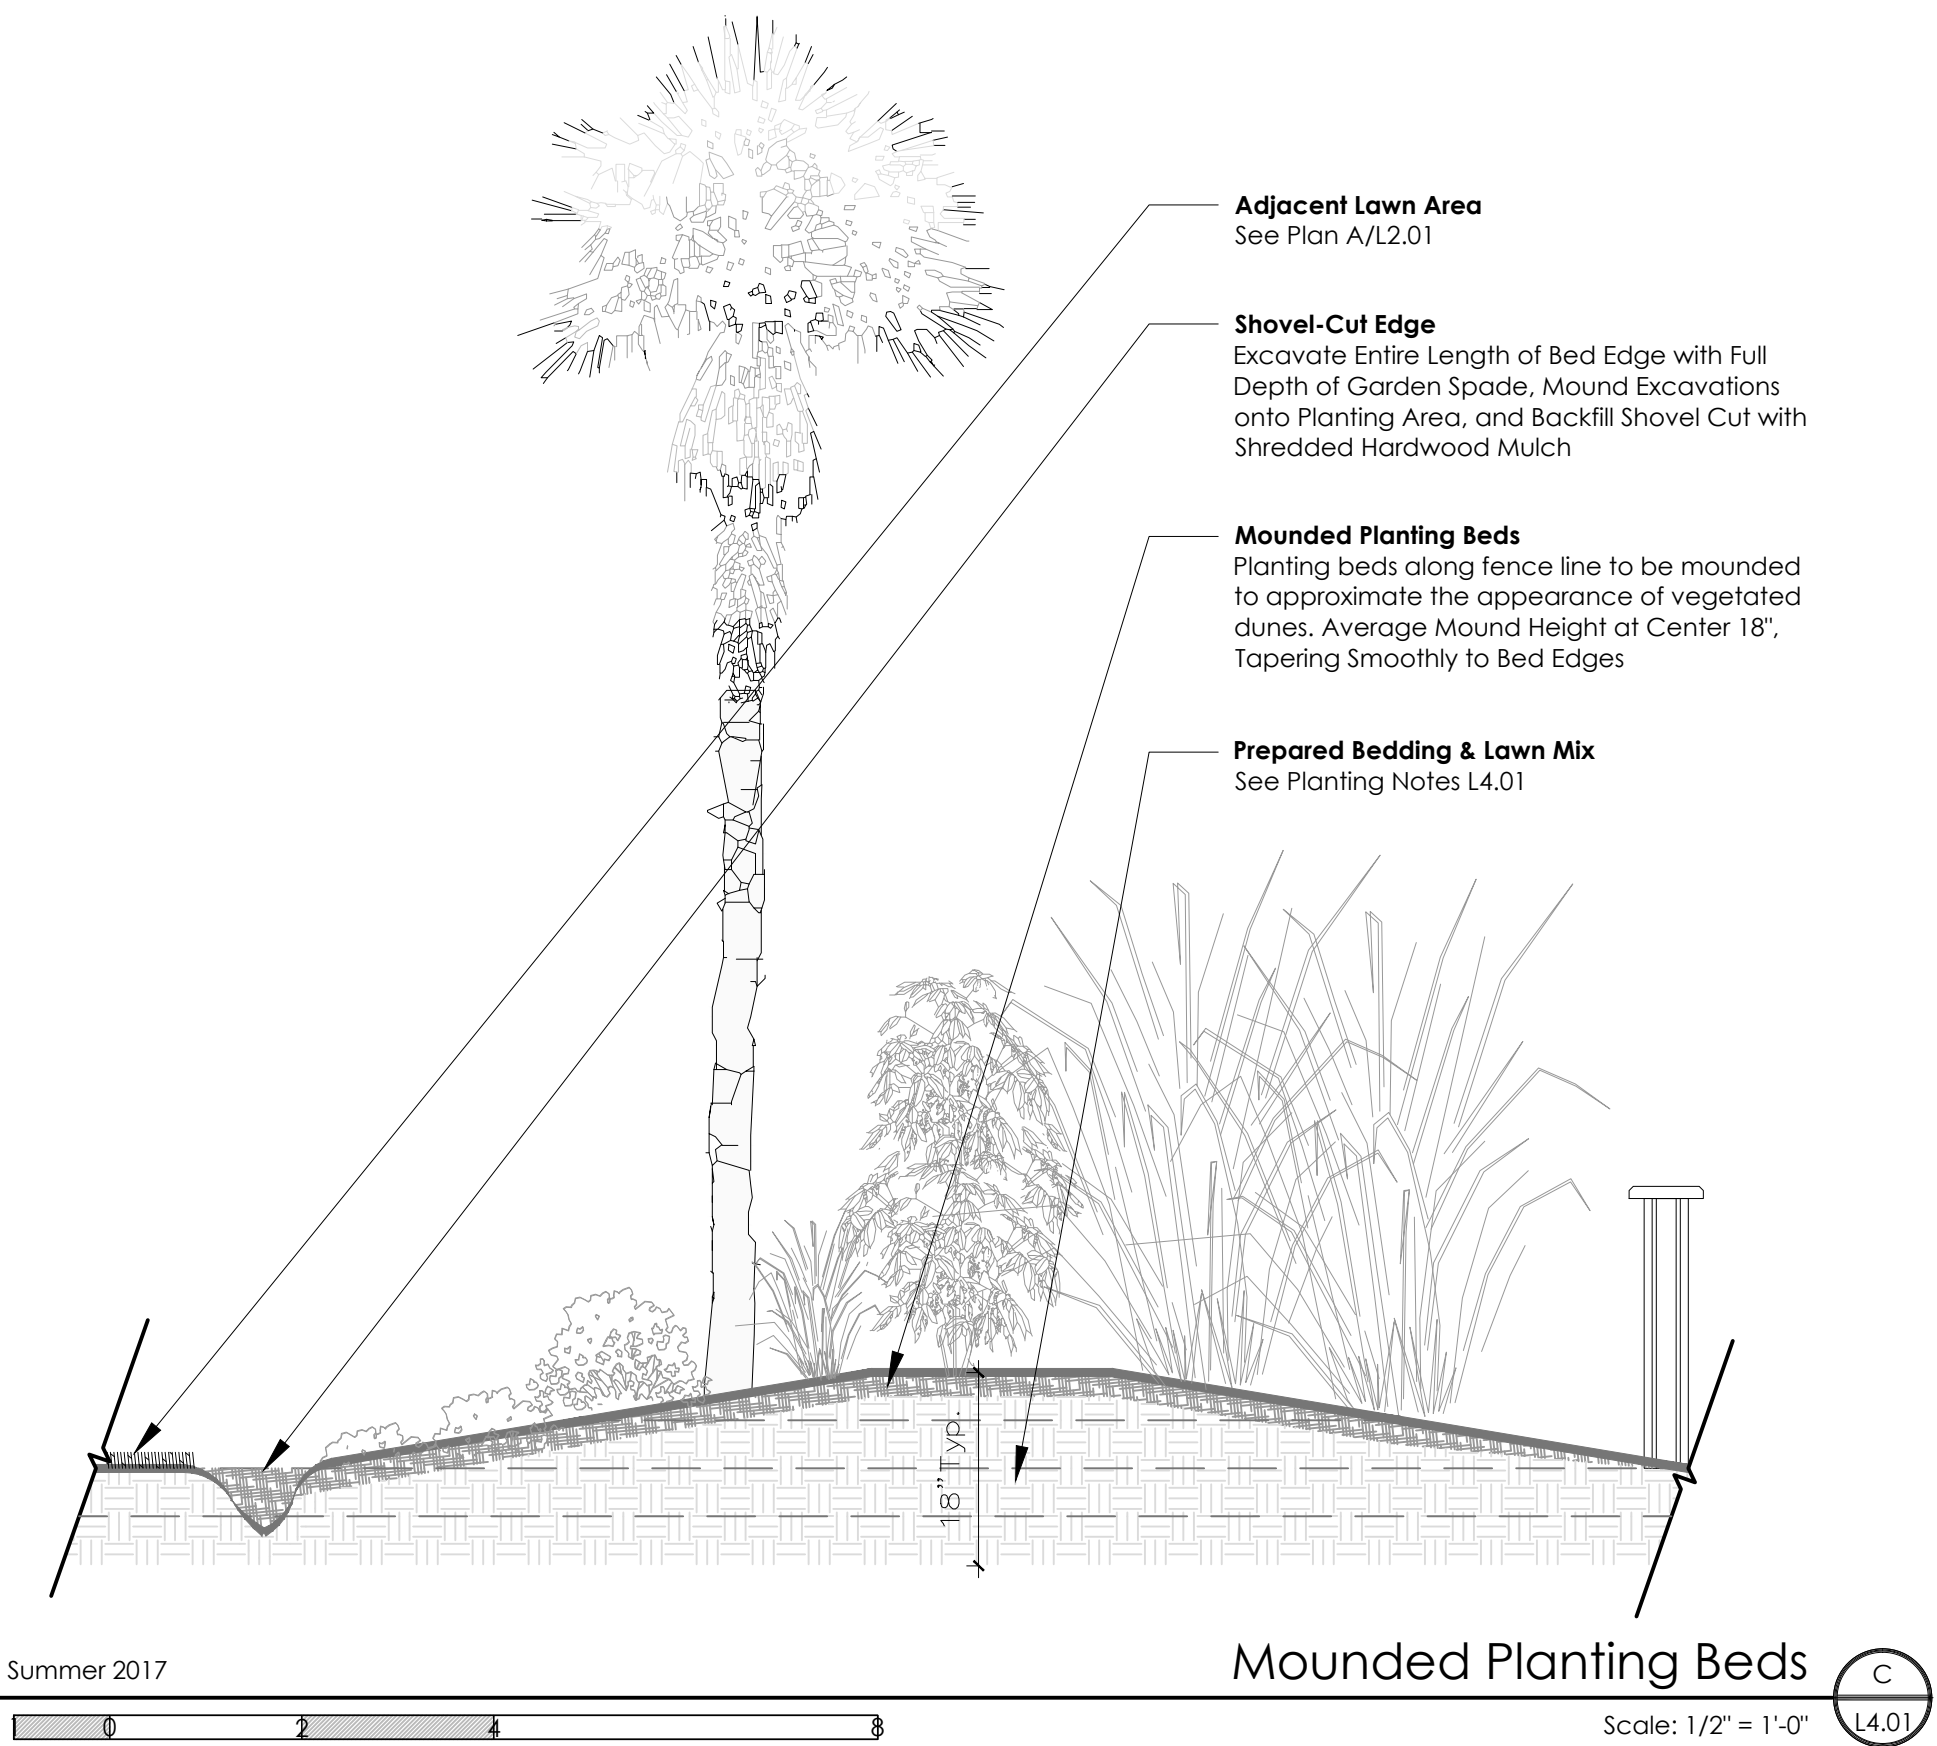 Adjacent Lawn Area
See Plan A/L2.01
Shovel-Cut Edge
Excavate Entire Length of Bed Edge with Full
Depth of Garden Spade, Mound Excavations
onto Planting Area, and Backfill Shovel Cut with
Shredded Hardwood Mulch
Mounded Planting Beds
Planting beds along fence line to be mounded
to approximate the appearance of vegetated
dunes. Average Mound Height at Center 18",
Tapering Smoothly to Bed Edges
Prepared Bedding & Lawn Mix
See Planting Notes L4.01
18" Typ.
Summer 2017
Mounded Planting Beds
C
1 0 2 4 8
Scale: 1/2" = 1'-0"
L4.01